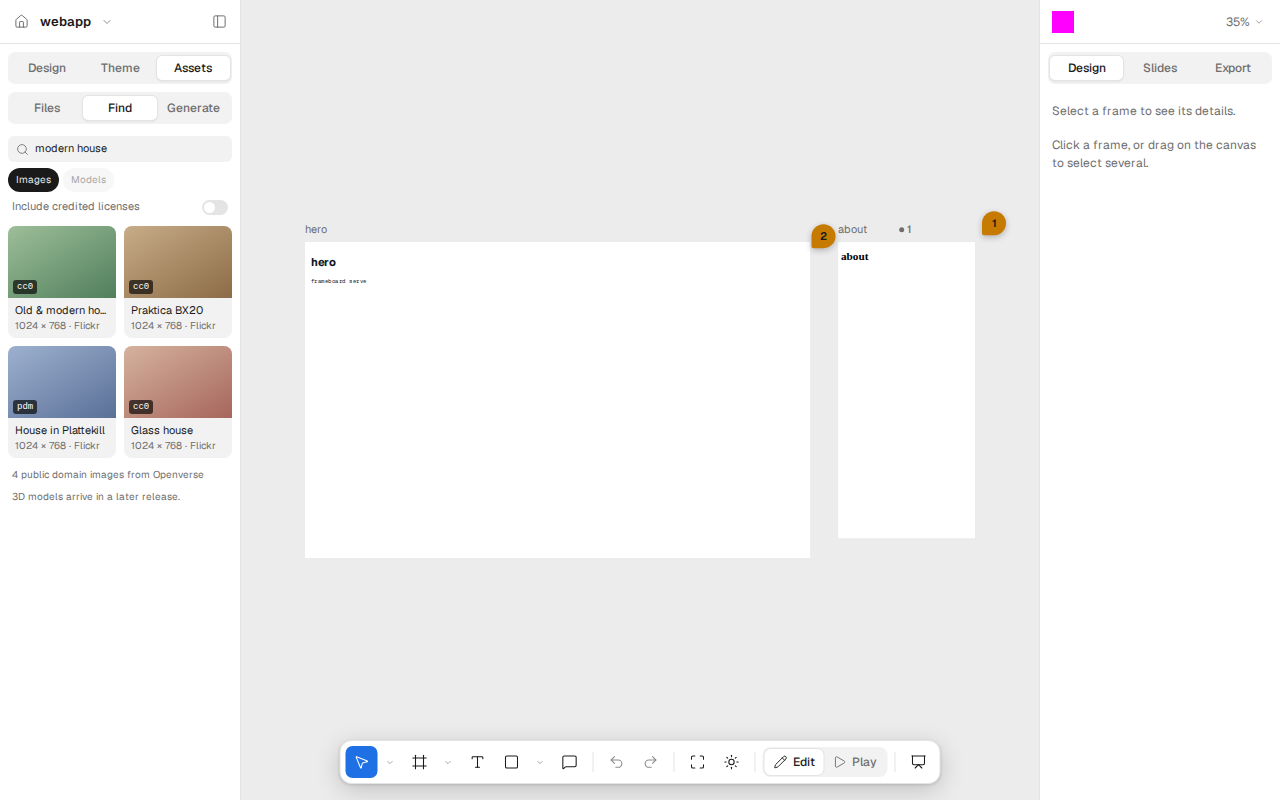 webapp
35%
Design Theme Assets
Design Slides Export
Files Find Generate
Select a frame to see its details.
Click a frame, or drag on the canvas
to select several.
modern house
Images Models
Include credited licenses
cc0 cc0
Old & modern ho... Praktica BX20
1024 × 768 · Flickr 1024 × 768 · Flickr
pdm cc0
House in Plattekill Glass house
1024 × 768 · Flickr 1024 × 768 · Flickr
4 public domain images from Openverse
3D models arrive in a later release.
hero
2
about
1
1
hero
frameboard serve
about
Edit Play